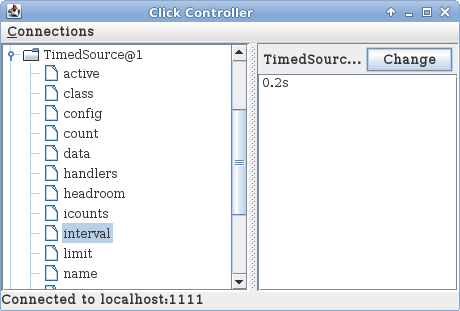 Click Controller
Connections
TimedSource@1
active
class
config
count
data
handlers
headroom
icounts
interval
limit
name
TimedSourc... Change
0.2s
Connected to localhost:1111